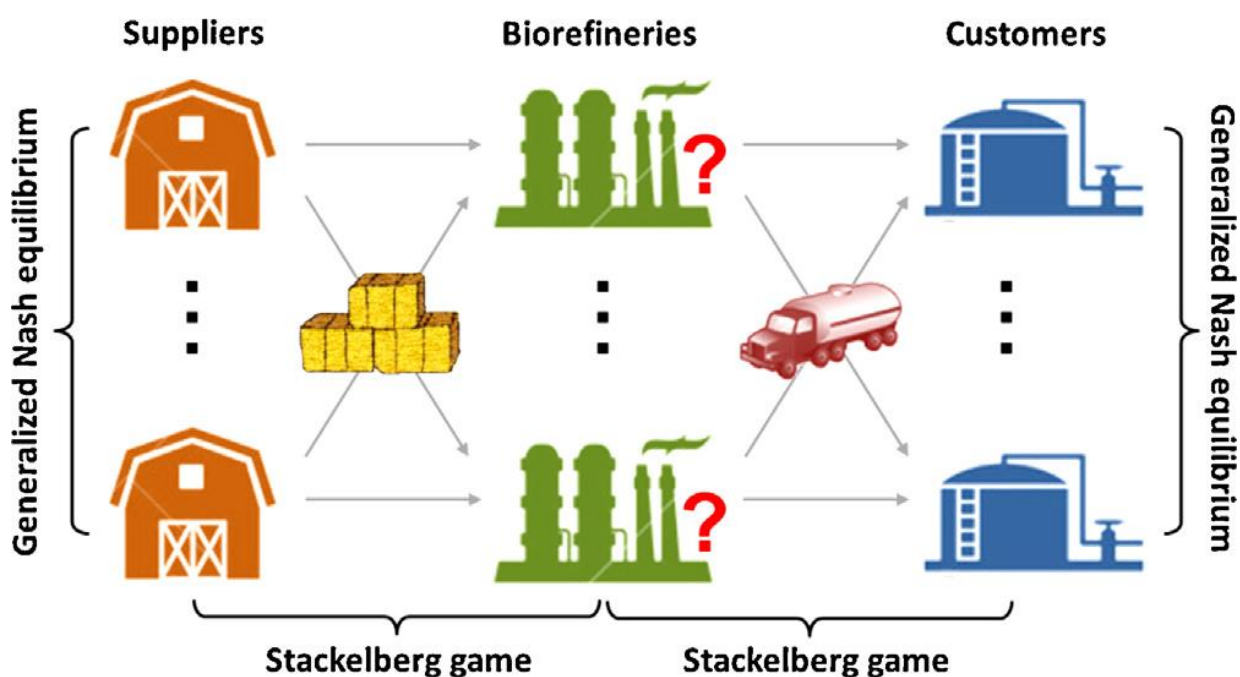 Suppliers
Biorefineries
Customers
Generalized Nash equilibrium
?
Generalized Nash equilibrium
?
Stackelberg game
Stackelberg game